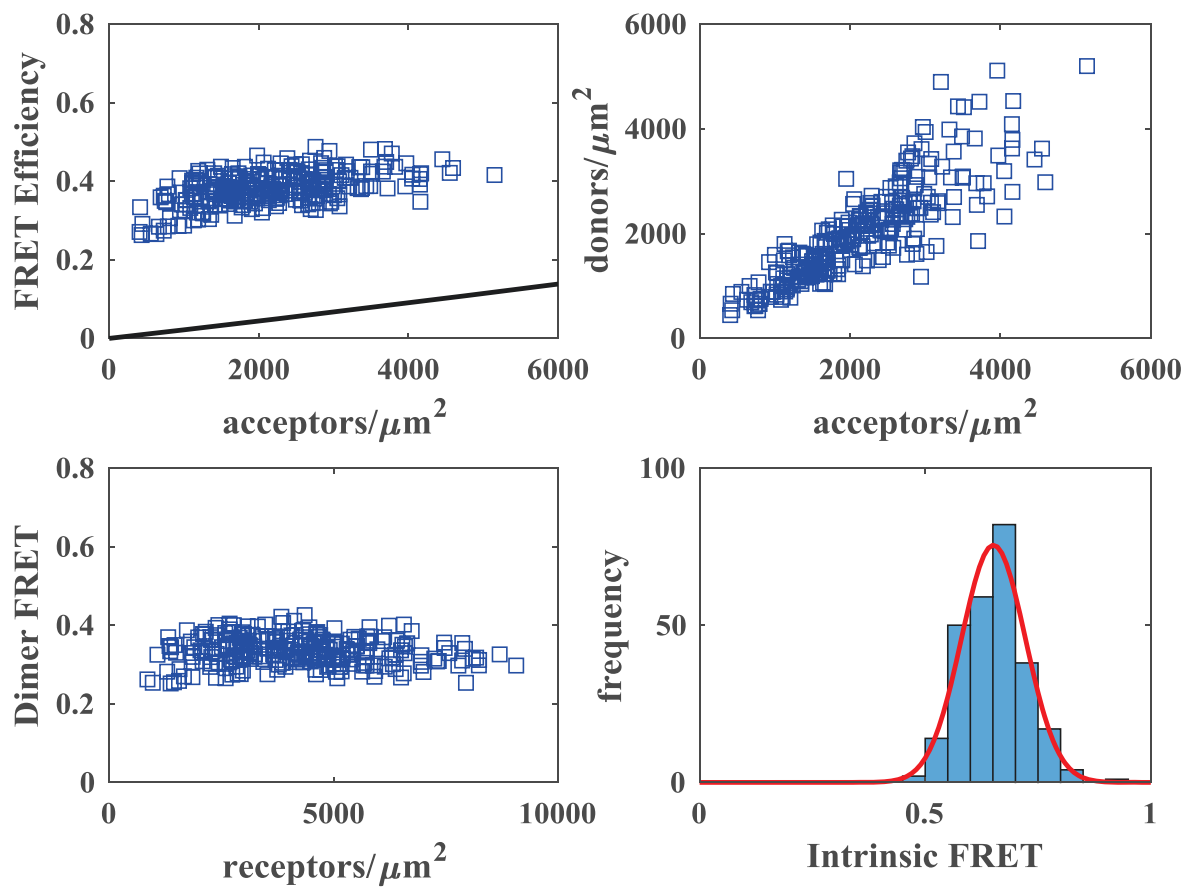 FRET Efficiency
0.8
0.6
0.4
0.2
0
0 2000 4000 6000
acceptors/μm²
donors/μm²
6000
4000
2000
0
0 2000 4000 6000
acceptors/μm²
Dimer FRET
0.8
0.6
0.4
0.2
0
0 5000 10000
receptors/μm²
frequency
100
50
0
0 0.5 1
Intrinsic FRET